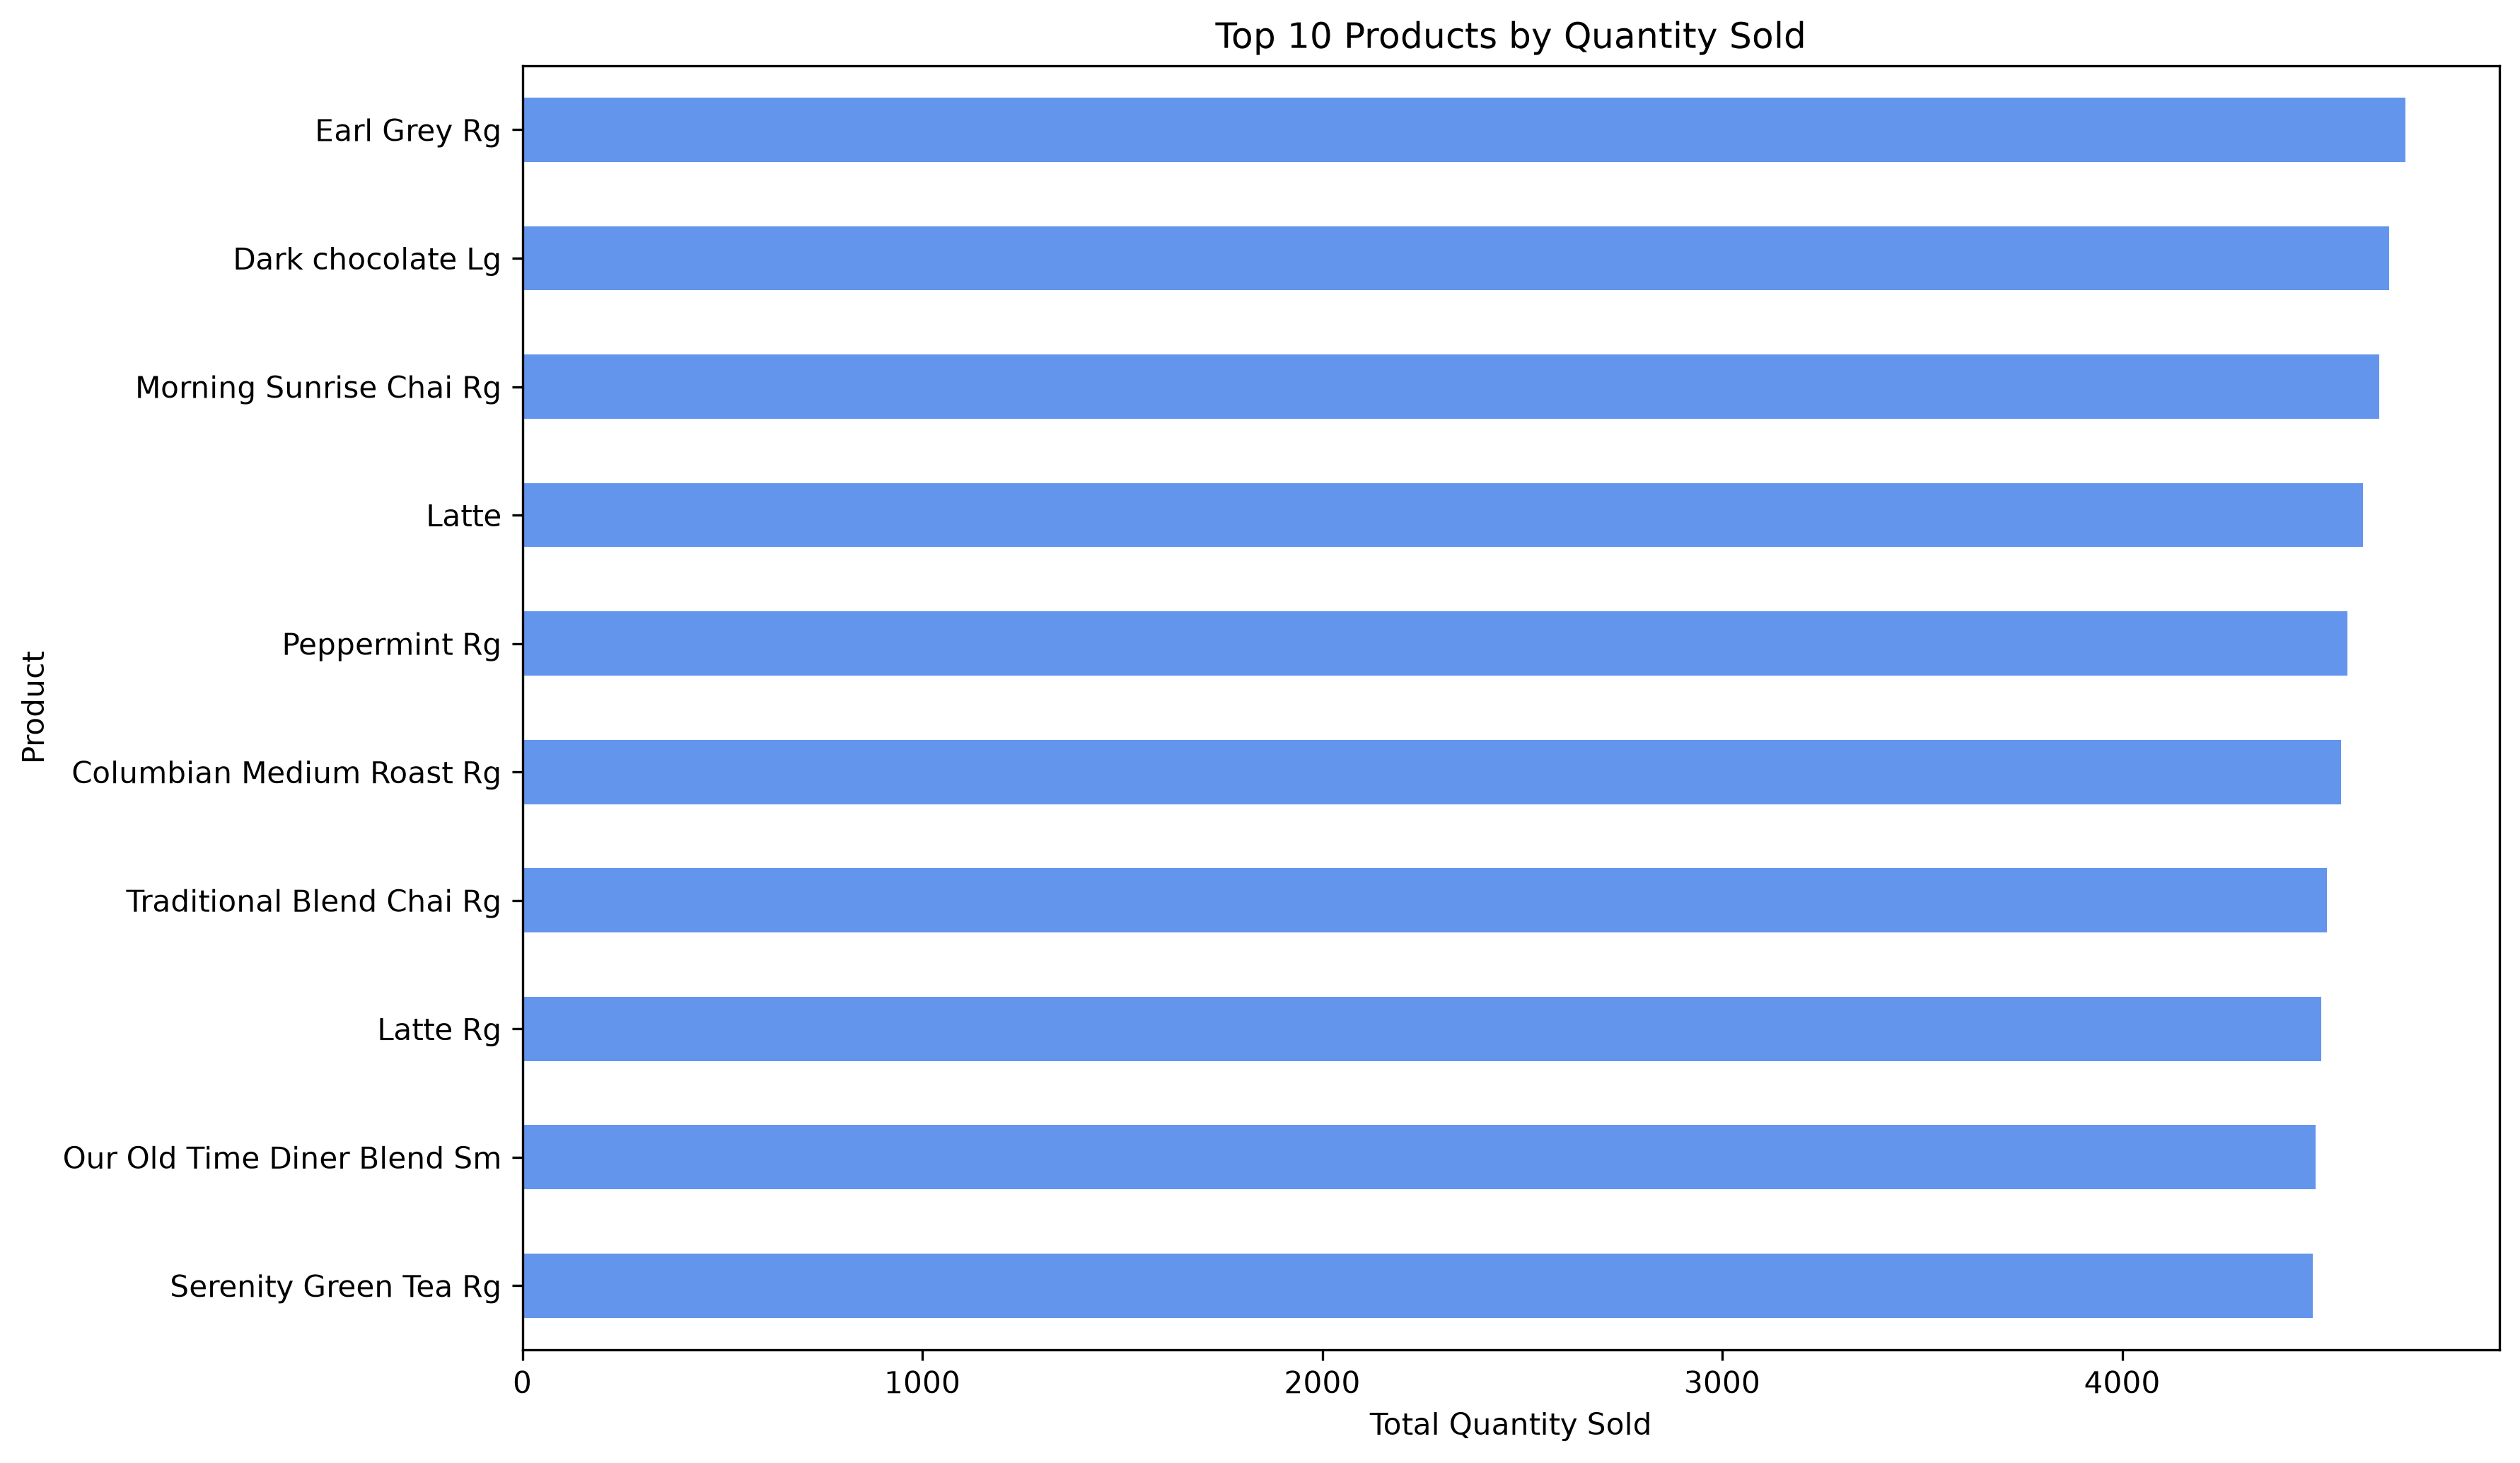 Top 10 Products by Quantity Sold
Earl Grey Rg
Dark chocolate Lg
Morning Sunrise Chai Rg
Latte
Peppermint Rg
Columbian Medium Roast Rg
Traditional Blend Chai Rg
Latte Rg
Our Old Time Diner Blend Sm
Serenity Green Tea Rg
Product
0 1000 2000 3000 4000
Total Quantity Sold